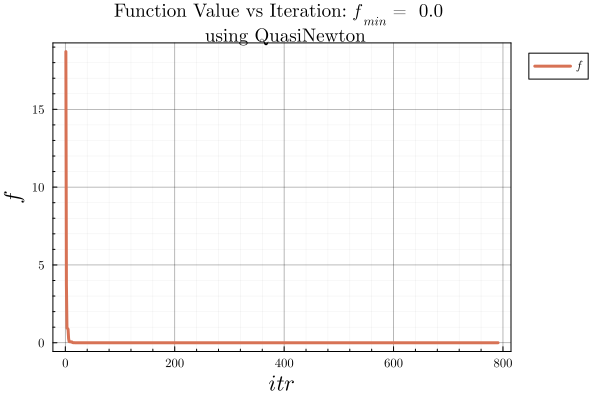 Function Value vs Iteration: f_min = 0.0
using QuasiNewton
f
15
10
5
0
f
0
200
400
600
800
itr